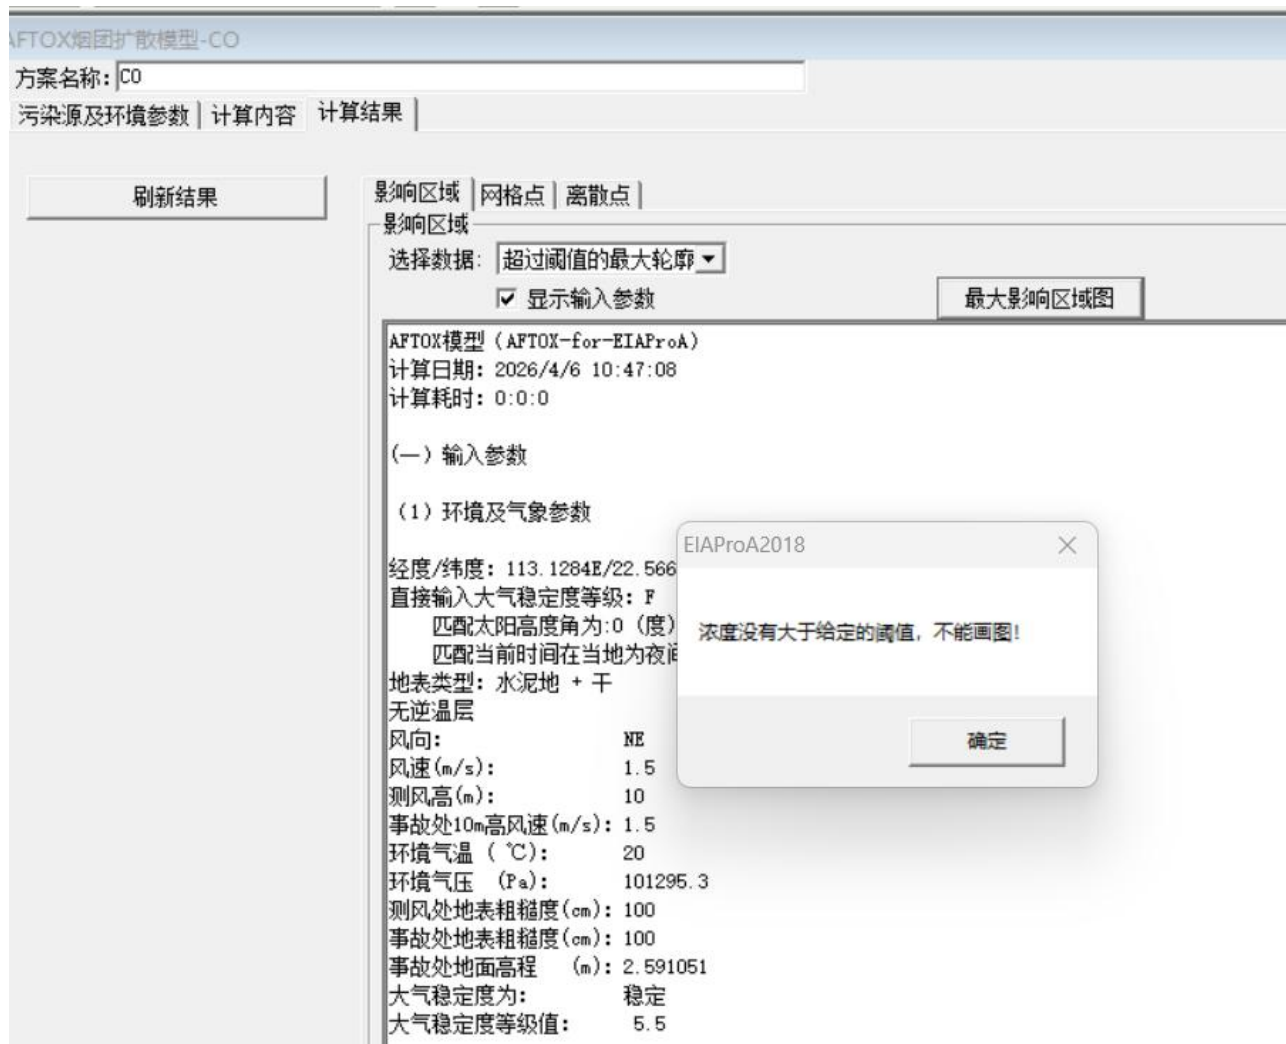 AFTOX烟团扩散模型-CO
方案名称: CO
污染源及环境参数 计算内容 计算结果
刷新结果
影响区域 网格点 离散点
影响区域
选择数据: 超过阈值的最大轮廓
显示输入参数
最大影响区域图
AFTOX模型（AFTOX-for-EIAProA）
计算日期: 2026/4/6 10:47:08
计算耗时: 0:0:0
(一) 输入参数
(1) 环境及气象参数
经度/纬度: 113.1284E/22.566
直接输入大气稳定度等级: F
匹配太阳高度角为:0 (度)
匹配当前时间在当地为夜间
地表类型: 水泥地 + 干
无逆温层
风向: NE
风速(m/s): 1.5
测风高(m): 10
事故处10m高风速(m/s): 1.5
环境气温 ( ℃): 20
环境气压 (Pa): 101295.3
测风处地表粗糙度(cm): 100
事故处地表粗糙度(cm): 100
事故处地面高程 (m): 2.591051
大气稳定度为: 稳定
大气稳定度等级值: 5.5
EIAProA2018
浓度没有大于给定的阈值，不能画图!
确定